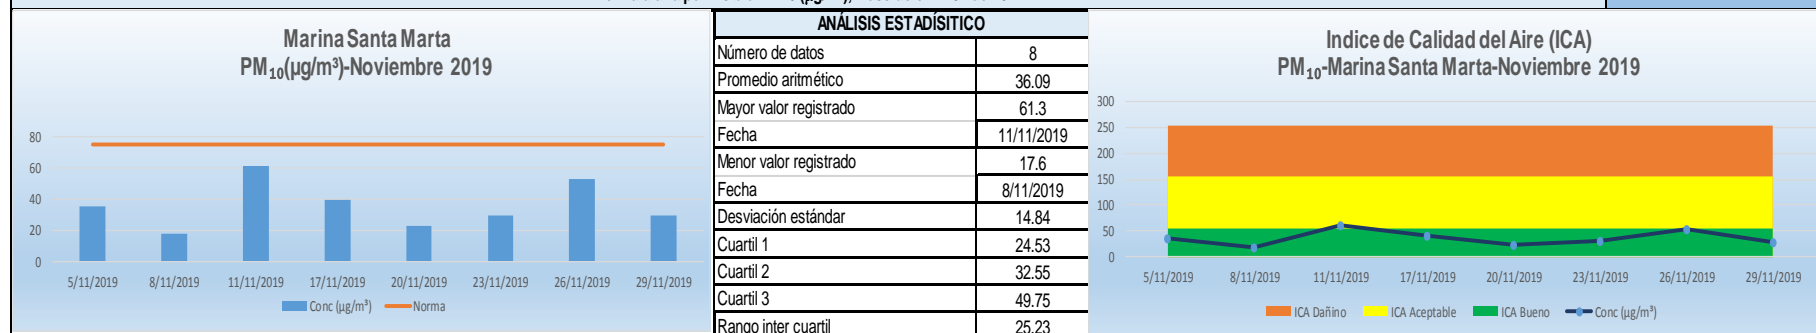 Marina Santa Marta
PM₁₀(µg/m³)-Noviembre 2019
80
60
40
20
0
5/11/2019 8/11/2019 11/11/2019 17/11/2019 20/11/2019 23/11/2019 26/11/2019 29/11/2019
Conc (µg/m³) Norma
ANÁLISIS ESTADÍSITICO
Número de datos 8
Promedio aritmético 36.09
Mayor valor registrado 61.3
Fecha 11/11/2019
Menor valor registrado 17.6
Fecha 8/11/2019
Desviación estándar 14.84
Cuartil 1 24.53
Cuartil 2 32.55
Cuartil 3 49.75
Rango inter cuartil 25.23
Indice de Calidad del Aire (ICA)
PM₁₀-Marina Santa Marta-Noviembre 2019
300
250
200
150
100
50
0
5/11/2019 8/11/2019 11/11/2019 17/11/2019 20/11/2019 23/11/2019 26/11/2019 29/11/2019
ICA Dañino ICA Aceptable ICA Bueno Conc (µg/m³)